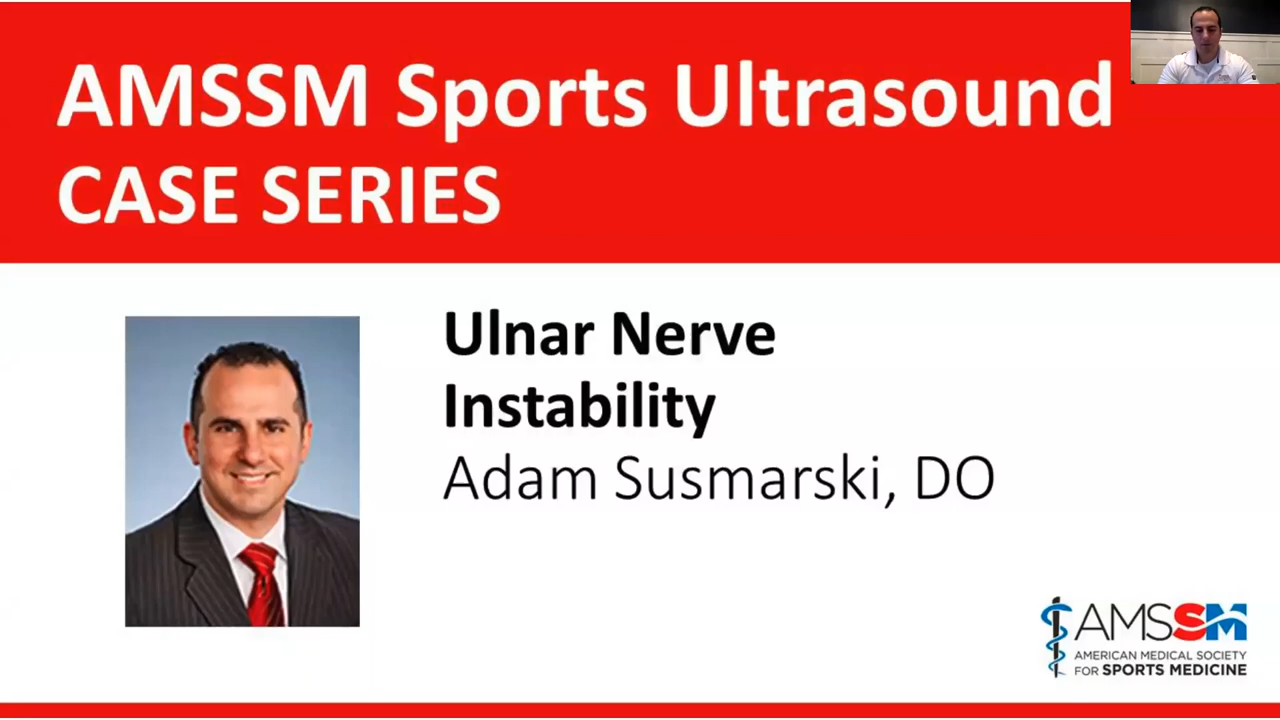 AMSSM Sports Ultrasound
CASE SERIES
Ulnar Nerve
Instability
Adam Susmarski, DO
AMSSM
AMERICAN MEDICAL SOCIETY
FOR SPORTS MEDICINE